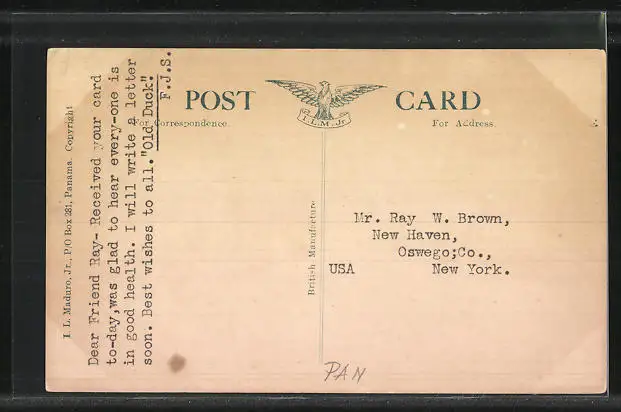 POST CARD
I.L.M. Jr.
For Correspondence.
For Address.
I. L. Maduro, Jr., P/O Box 281, Panama. Copyright
Dear Friend Ray- Received your card
to-day,was glad to hear every-one is
in good health. I will write a letter
soon. Best wishes to all."Old Duck".
F.J.S.
British Manufacture
Mr. Ray W. Brown,
New Haven,
Oswego;Co.,
USA New York.
PAN